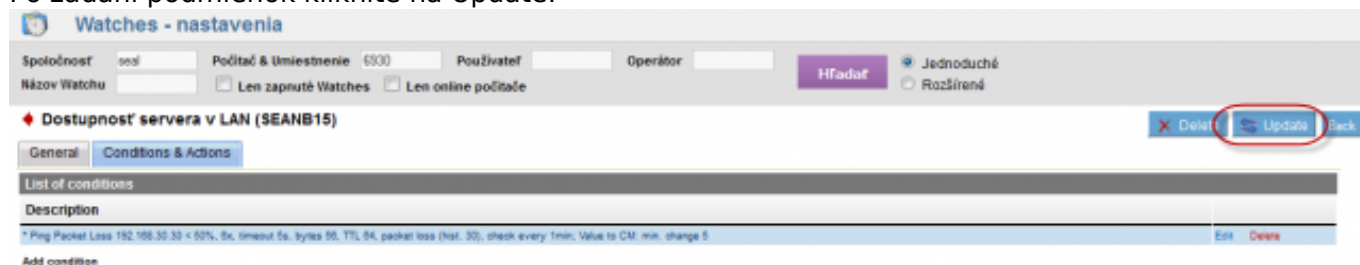 Po zadaní podmienok kliknite na Update.
Watches - nastavenia
Spoločnosť seal Počítač & Umiestnenie 6930 Používateľ Operátor Hľadať Jednoduché
Názov Watchu Len zapnuté Watches Len online počítače Rozšírené
Dostupnosť servera v LAN (SEANB15) Delete Update Back
General Conditions & Actions
List of conditions
Description
* Ping Packet Loss 192.168.30.30 < 50%, 6x, timeout 5s, bytes 56, TTL 64, packet loss (hist. 30), check every 1min; Value to CM: min. change 5 Edit Delete
Add condition